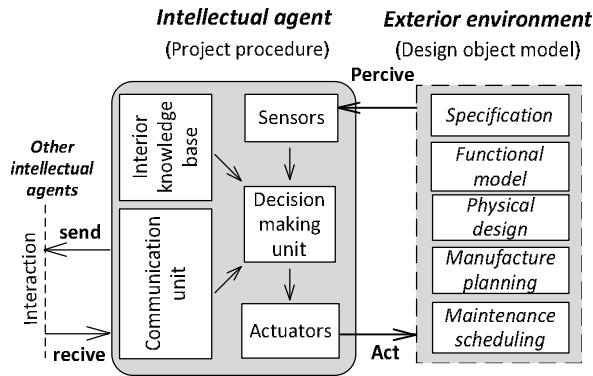 Intellectual agent
(Project procedure)
Exterior environment
(Design object model)
Percive
Other
intellectual
agents
send
Interaction
recive
Interior
knowledge
base
Communication
unit
Sensors
Decision
making
unit
Actuators
Act
Specification
Functional
model
Physical
design
Manufacture
planning
Maintenance
scheduling